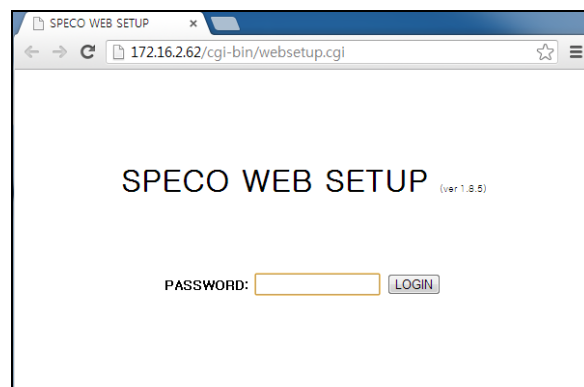 SPECO WEB SETUP
172.16.2.62/cgi-bin/websetup.cgi
SPECO WEB SETUP (ver 1.8.5)
PASSWORD: LOGIN